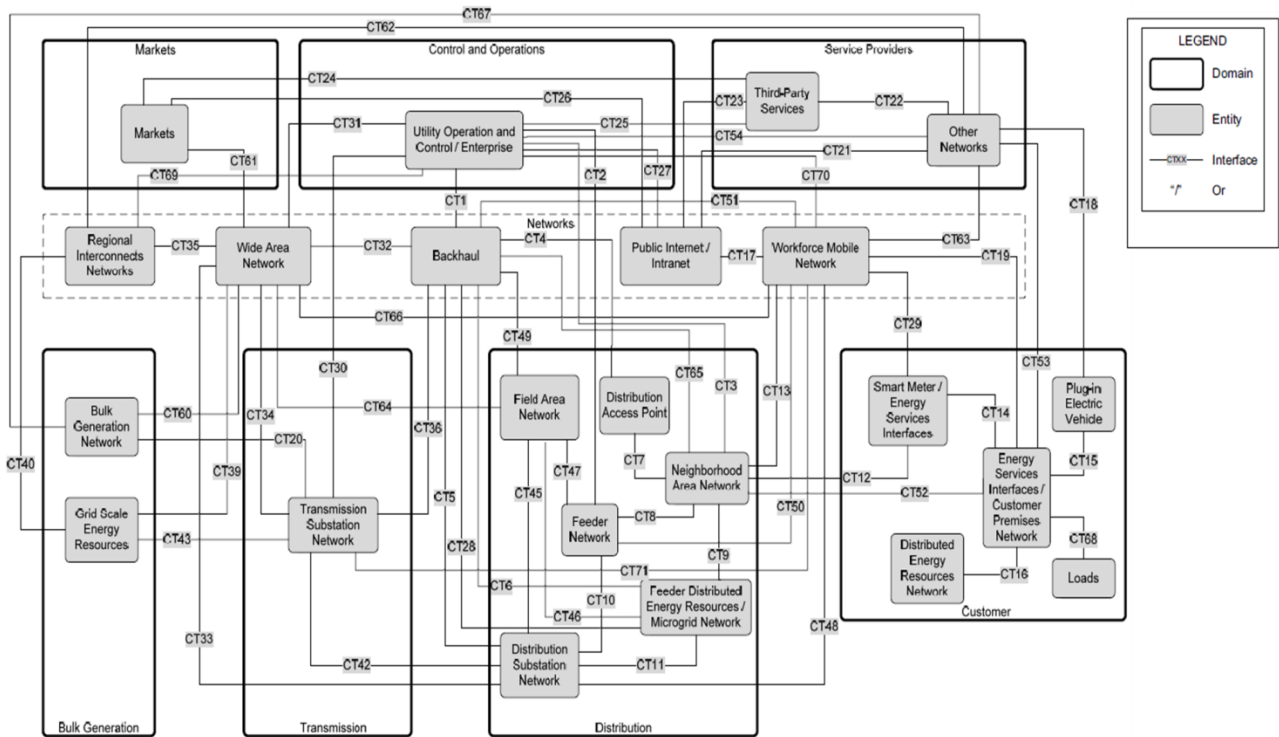 CT67
CT62
Markets
Control and Operations
Service Providers
LEGEND
Domain
Entity
CTXX
Interface
"/"
Or
CT24
CT26
CT31
CT25
CT23
CT22
CT54
CT21
CT27
CT70
CT61
CT69
CT1
CT2
CT18
Third-Party
Services
Markets
Utility Operation and
Control / Enterprise
Other
Networks
Networks
CT51
CT4
CT63
CT35
CT32
CT17
CT19
Regional
Interconnects
Networks
Wide Area
Network
Backhaul
Public Internet /
Intranet
Workforce Mobile
Network
CT66
CT49
CT29
CT30
CT65
CT3
CT13
CT53
CT60
CT34
CT64
CT36
CT20
CT40
CT39
CT47
CT7
CT14
CT15
CT12
CT52
CT45
CT5
CT50
CT8
CT43
CT28
CT9
CT68
CT71
CT16
CT6
CT10
CT46
CT33
CT48
CT42
CT11
Bulk
Generation
Network
Grid Scale
Energy
Resources
Transmission
Substation
Network
Field Area
Network
Distribution
Access Point
Neighborhood
Area Network
Feeder
Network
Feeder Distributed
Energy Resources /
Microgrid Network
Distribution
Substation
Network
Smart Meter /
Energy
Services
Interfaces
Plug-in
Electric
Vehicle
Energy
Services
Interfaces /
Customer
Premises
Network
Distributed
Energy
Resources
Network
Loads
Customer
Bulk Generation
Transmission
Distribution